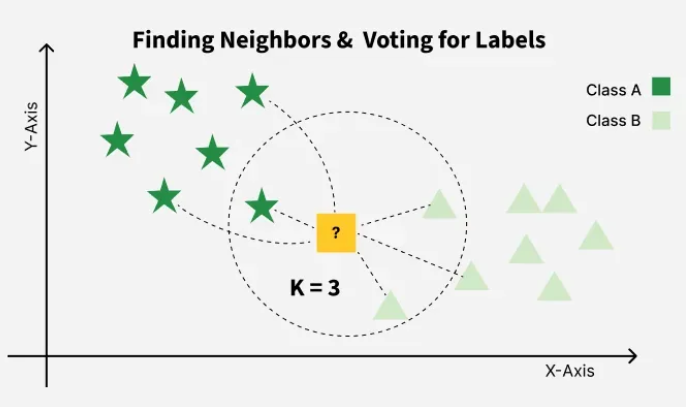 Finding Neighbors & Voting for Labels
Class A
Class B
Y-Axis
?
K = 3
X-Axis